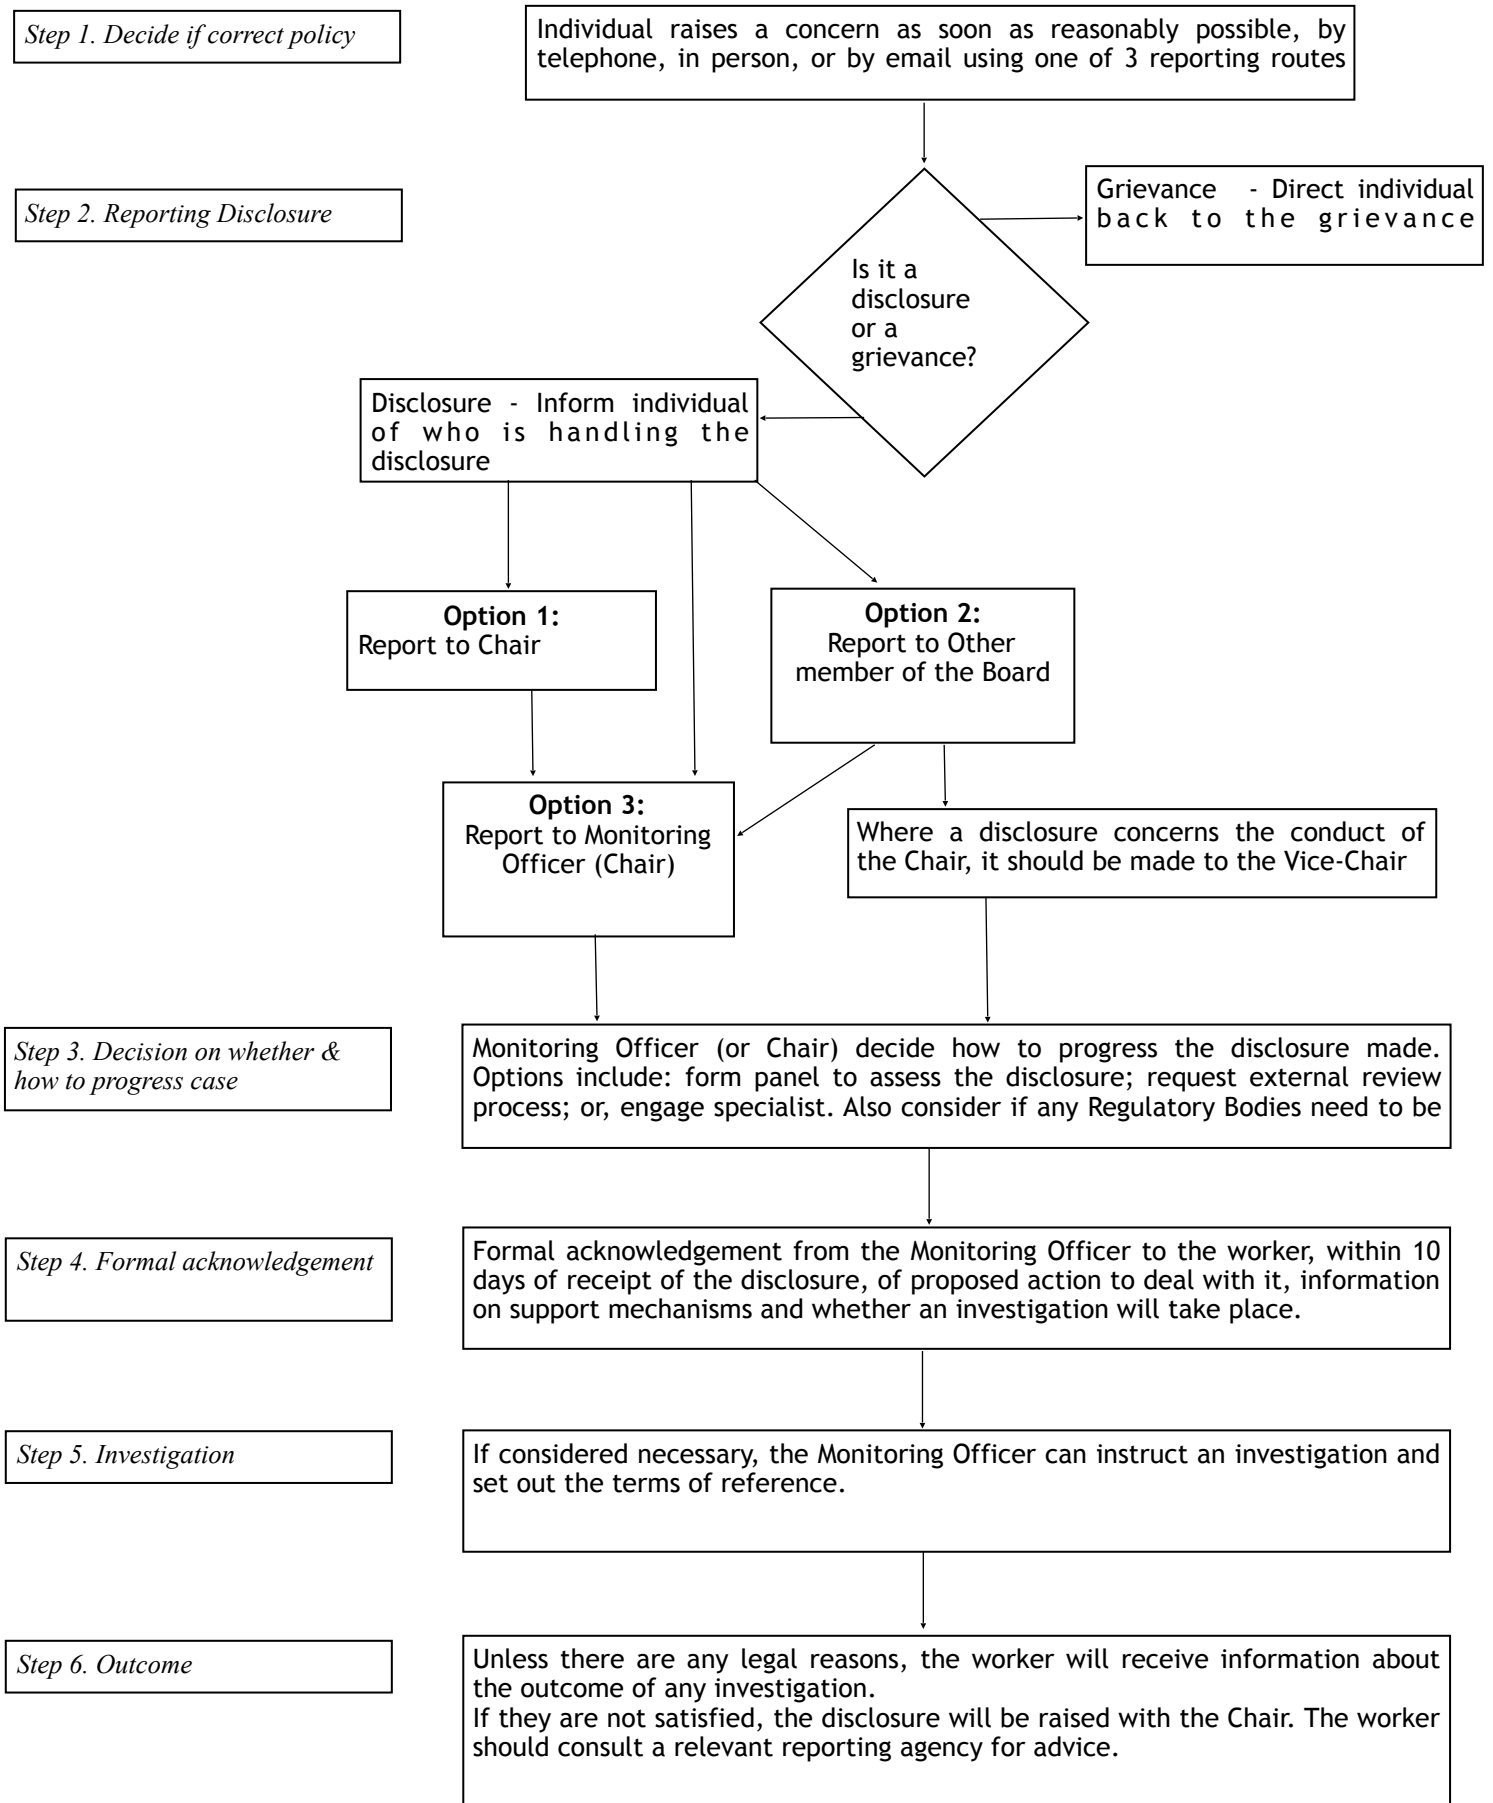 Step 1. Decide if correct policy
Individual raises a concern as soon as reasonably possible, by
telephone, in person, or by email using one of 3 reporting routes
Step 2. Reporting Disclosure
Grievance - Direct individual
back to the grievance
Is it a
disclosure
or a
grievance?
Disclosure - Inform individual
of who is handling the
disclosure
Option 1:
Report to Chair
Option 2:
Report to Other
member of the Board
Option 3:
Report to Monitoring
Officer (Chair)
Where a disclosure concerns the conduct of
the Chair, it should be made to the Vice-Chair
Step 3. Decision on whether &
how to progress case
Monitoring Officer (or Chair) decide how to progress the disclosure made.
Options include: form panel to assess the disclosure; request external review
process; or, engage specialist. Also consider if any Regulatory Bodies need to be
Step 4. Formal acknowledgement
Formal acknowledgement from the Monitoring Officer to the worker, within 10
days of receipt of the disclosure, of proposed action to deal with it, information
on support mechanisms and whether an investigation will take place.
Step 5. Investigation
If considered necessary, the Monitoring Officer can instruct an investigation and
set out the terms of reference.
Step 6. Outcome
Unless there are any legal reasons, the worker will receive information about
the outcome of any investigation.
If they are not satisfied, the disclosure will be raised with the Chair. The worker
should consult a relevant reporting agency for advice.